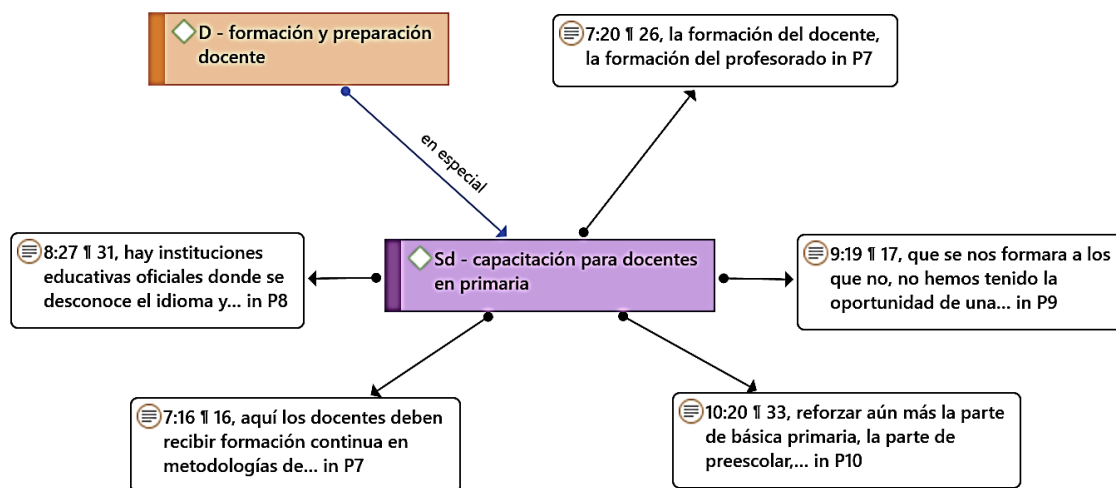 D - formación y preparación
docente
7:20 ¶ 26, la formación del docente,
la formación del profesorado in P7
en especial
8:27 ¶ 31, hay instituciones
educativas oficiales donde se
desconoce el idioma y... in P8
Sd - capacitación para docentes
en primaria
9:19 ¶ 17, que se nos formara a los
que no, no hemos tenido la
oportunidad de una... in P9
7:16 ¶ 16, aquí los docentes deben
recibir formación continua en
metodologías de... in P7
10:20 ¶ 33, reforzar aún más la parte
de básica primaria, la parte de
preescolar,... in P10